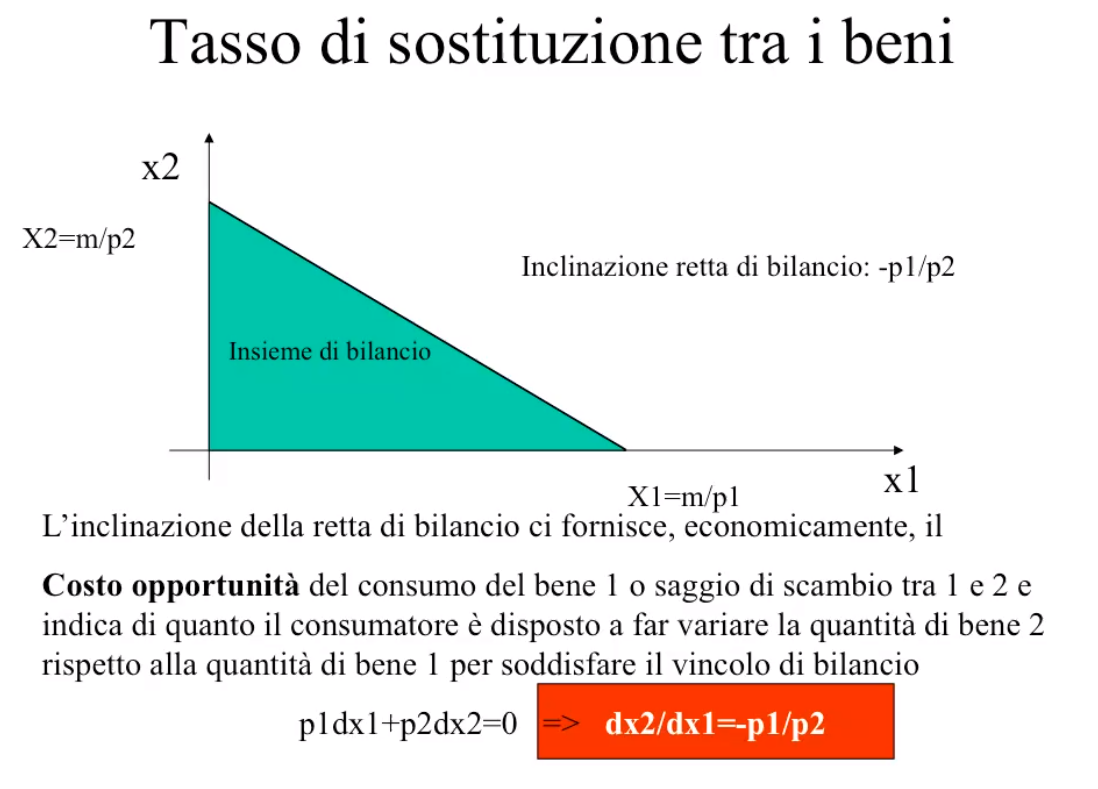 Tasso di sostituzione tra i beni
x2
X2=m/p2
Inclinazione retta di bilancio: -p1/p2
Insieme di bilancio
x1
X1=m/p1
L’inclinazione della retta di bilancio ci fornisce, economicamente, il
Costo opportunità del consumo del bene 1 o saggio di scambio tra 1 e 2 e
indica di quanto il consumatore è disposto a far variare la quantità di bene 2
rispetto alla quantità di bene 1 per soddisfare il vincolo di bilancio
p1dx1+p2dx2=0 => dx2/dx1=-p1/p2